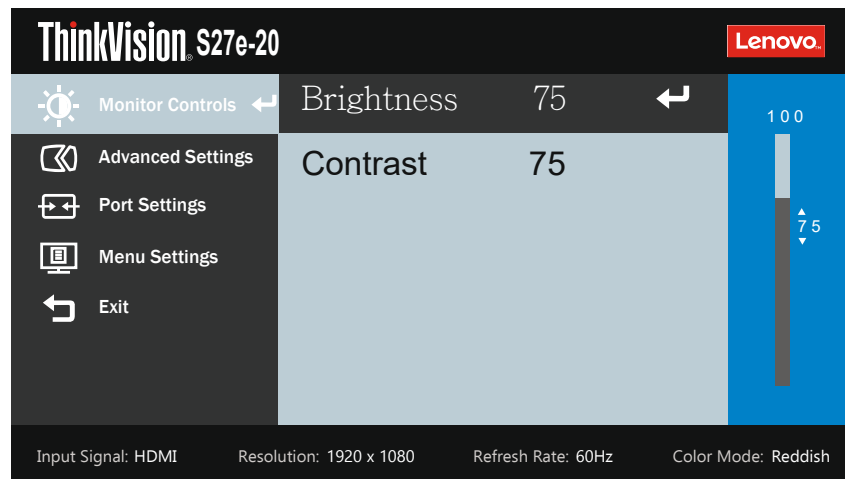 ThinkVision® S27e-20
Lenovo™
Monitor Controls
Brightness 75
100
Advanced Settings
Contrast 75
Port Settings
75
Menu Settings
Exit
Input Signal: HDMI Resolution: 1920 x 1080 Refresh Rate: 60Hz Color Mode: Reddish